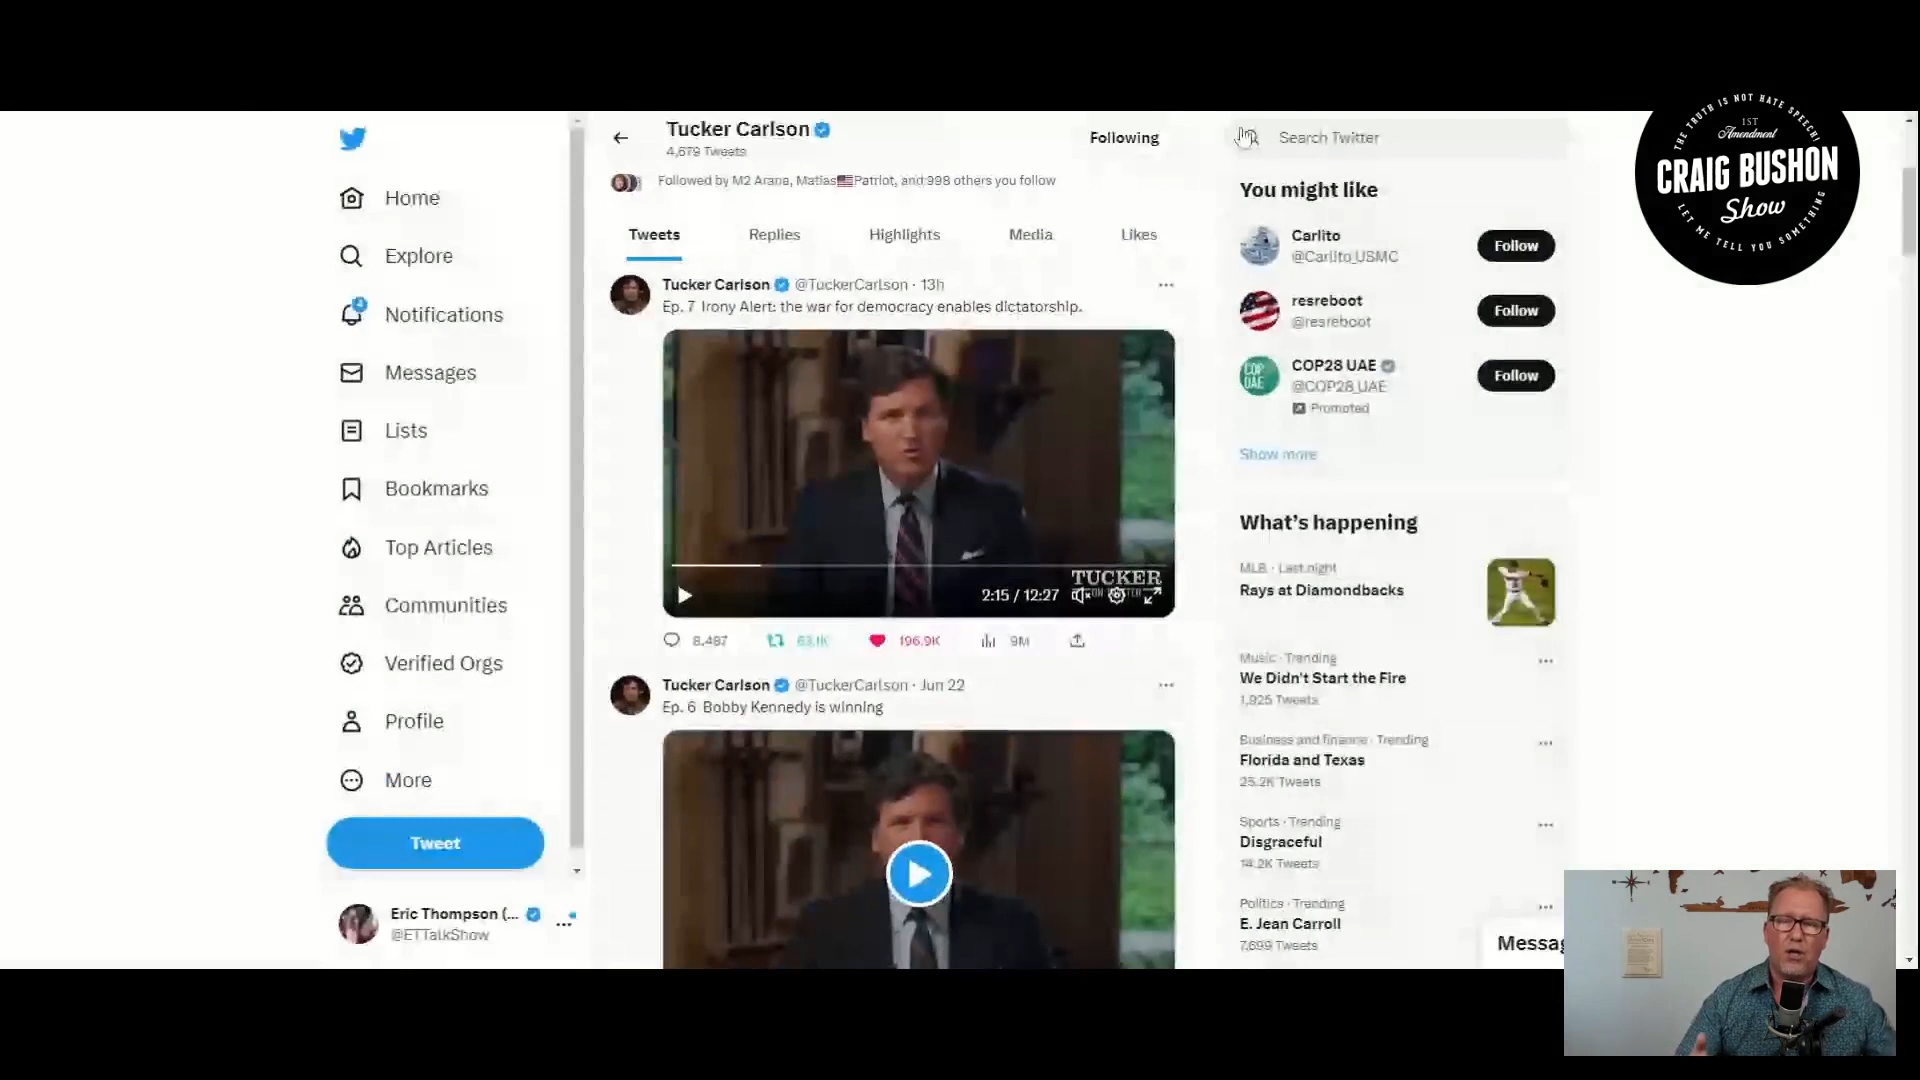 THE TRUTH IS NOT HATE SPEECH!
1ST
Amendment
CRAIG BUSHON
Show
LET ME TELL YOU SOMETHING
Home
Explore
Notifications
Messages
Lists
Bookmarks
Top Articles
Communities
Verified Orgs
Profile
More
Tweet
Eric Thompson (...
@ETTalkShow
Tucker Carlson
4,679 Tweets
Following
Followed by M2 Arana, Matias🇺🇸Patriot, and 998 others you follow
Tweets Replies Highlights Media Likes
Tucker Carlson @TuckerCarlson · 13h
Ep. 7 Irony Alert: the war for democracy enables dictatorship.
TUCKER
ON TWITTER
2:15 / 12:27
8,487 63.1K 196.9K 9M
Tucker Carlson @TuckerCarlson · Jun 22
Ep. 6 Bobby Kennedy is winning
Search Twitter
You might like
Carlito
@Carlito_USMC
Follow
resreboot
@resreboot
Follow
COP UAE
COP28 UAE
@COP28_UAE
Promoted
Follow
Show more
What's happening
MLB · Last night
Rays at Diamondbacks
Music · Trending
We Didn't Start the Fire
1,925 Tweets
Business and finance · Trending
Florida and Texas
25.2K Tweets
Sports · Trending
Disgraceful
14.2K Tweets
Politics · Trending
E. Jean Carroll
7,699 Tweets
Messag